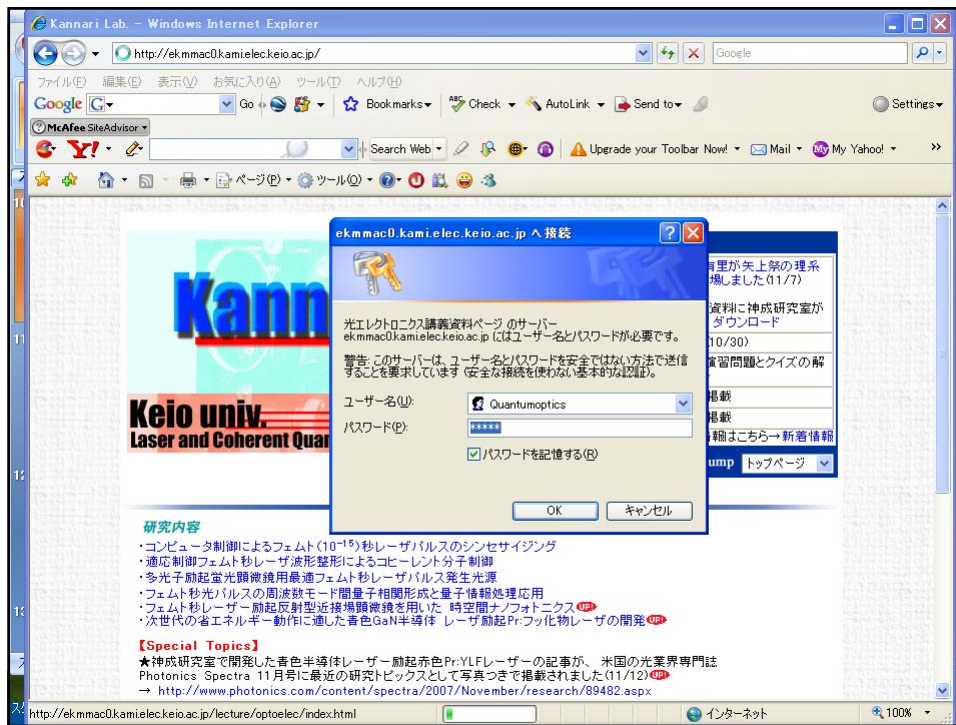 Kannari Lab. - Windows Internet Explorer
http://ekmmac0.kami.elec.keio.ac.jp/
Google
ファイル(F) 編集(E) 表示(V) お気に入り(A) ツール(T) ヘルプ(H)
Google G Go Bookmarks Check AutoLink Send to Settings
McAfee SiteAdvisor
Y! Search Web Upgrade your Toolbar Now! Mail My Yahoo! »
ページ(P) ツール(O)
ekmmac0.kami.elec.keio.ac.jp へ接続
Kann
Keio univ.
Laser and Coherent Quan
光エレクトロニクス講義資料ページ のサーバー
ekmmac0.kami.elec.keio.ac.jp にはユーザー名とパスワードが必要です。
警告: このサーバーは、ユーザー名とパスワードを安全ではない方法で送信
することを要求しています (安全な接続を使わない基本的な認証)。
ユーザー名(U): Quantumoptics
パスワード(P): *****
パスワードを記憶する(R)
OK キャンセル
有里が矢上祭の理系
場しました(11/7)
資料に神成研究室が
ダウンロード
10/30)
演習問題とクイズの解
掲載
掲載
情報はこちら→新着情報
ump トップページ
研究内容
・コンピュータ制御によるフェムト(10⁻¹⁵)秒レーザパルスのシンセサイジング
・適応制御フェムト秒レーザ波形整形によるコヒーレント分子制御
・多光子励起蛍光顕微鏡用最適フェムト秒レーザパルス発生光源
・フェムト秒光パルスの周波数モード間量子相関形成と量子情報処理応用
・フェムト秒レーザー励起反射型近接場顕微鏡を用いた 時空間ナノフォトニクス UP!
・次世代の省エネルギー動作に適した青色GaN半導体 レーザ励起Pr:フッ化物レーザの開発 UP!
【Special Topics】
★神成研究室で開発した青色半導体レーザー励起赤色Pr:YLFレーザーの記事が、 米国の光業界専門誌
Photonics Spectra 11月号に最近の研究トピックスとして写真つきで掲載されました(11/12) UP!
→ http://www.photonics.com/content/spectra/2007/November/research/89482.aspx
http://ekmmac0.kami.elec.keio.ac.jp/lecture/optoelec/index.html インターネット 100%